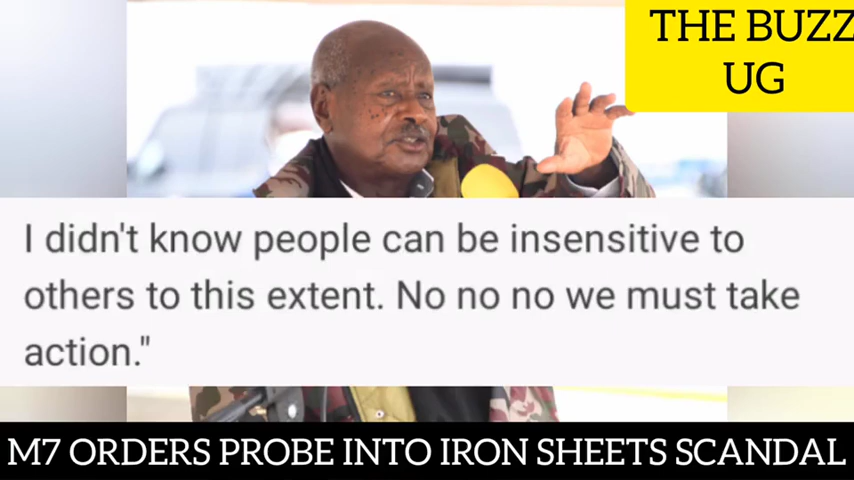 THE BUZZ
UG
I didn't know people can be insensitive to
others to this extent. No no no we must take
action."
M7 ORDERS PROBE INTO IRON SHEETS SCANDAL